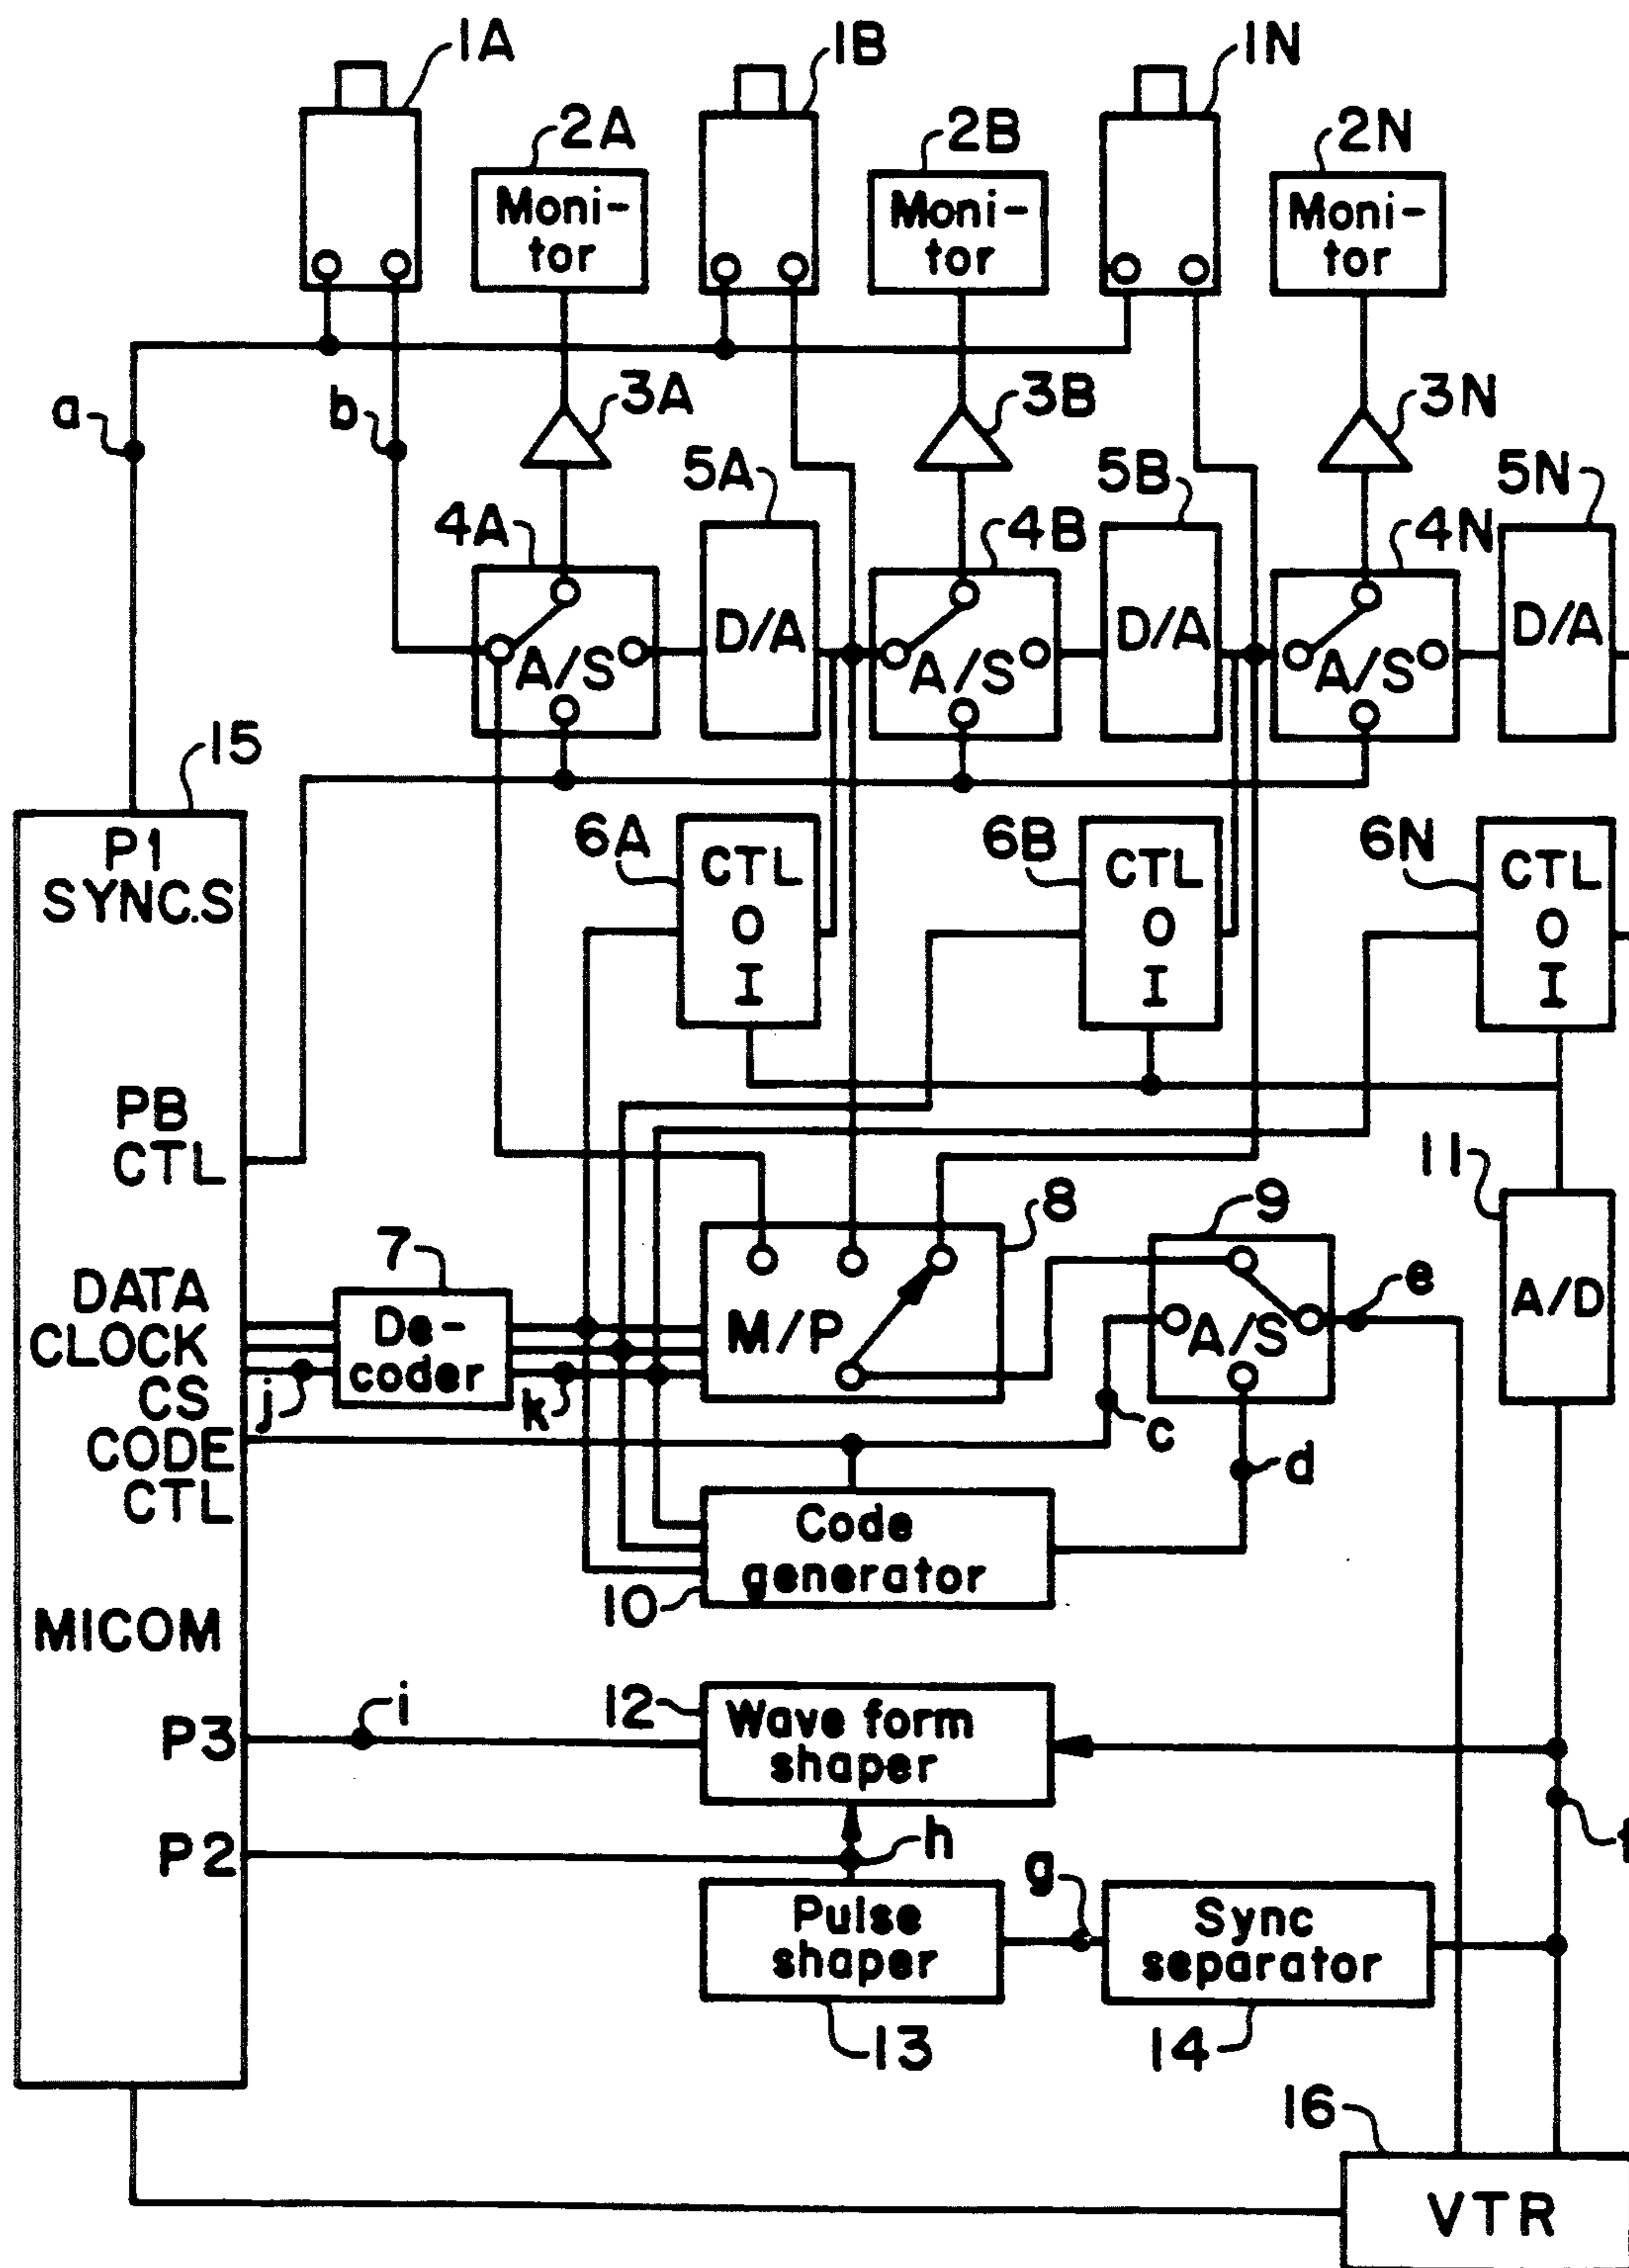 1A
1B
1N
2A
2B
2N
Moni-
tor
Moni-
tor
Moni-
tor
3A
3B
3N
a
b
5A
5B
5N
4A
4B
4N
D/A
D/A
D/A
A/S
A/S
A/S
15
P1
SYNC.S
6A
6B
6N
CTL
O
I
CTL
O
I
CTL
O
I
PB
CTL
11
8
9
7
DATA
CLOCK
CS
CODE
CTL
De-
coder
M/P
A/S
e
A/D
j
k
c
d
Code
generator
10
MICOM
i
12
Wave form
shaper
P3
P2
h
f
g
Pulse
shaper
Sync
separator
13
14
16
VTR